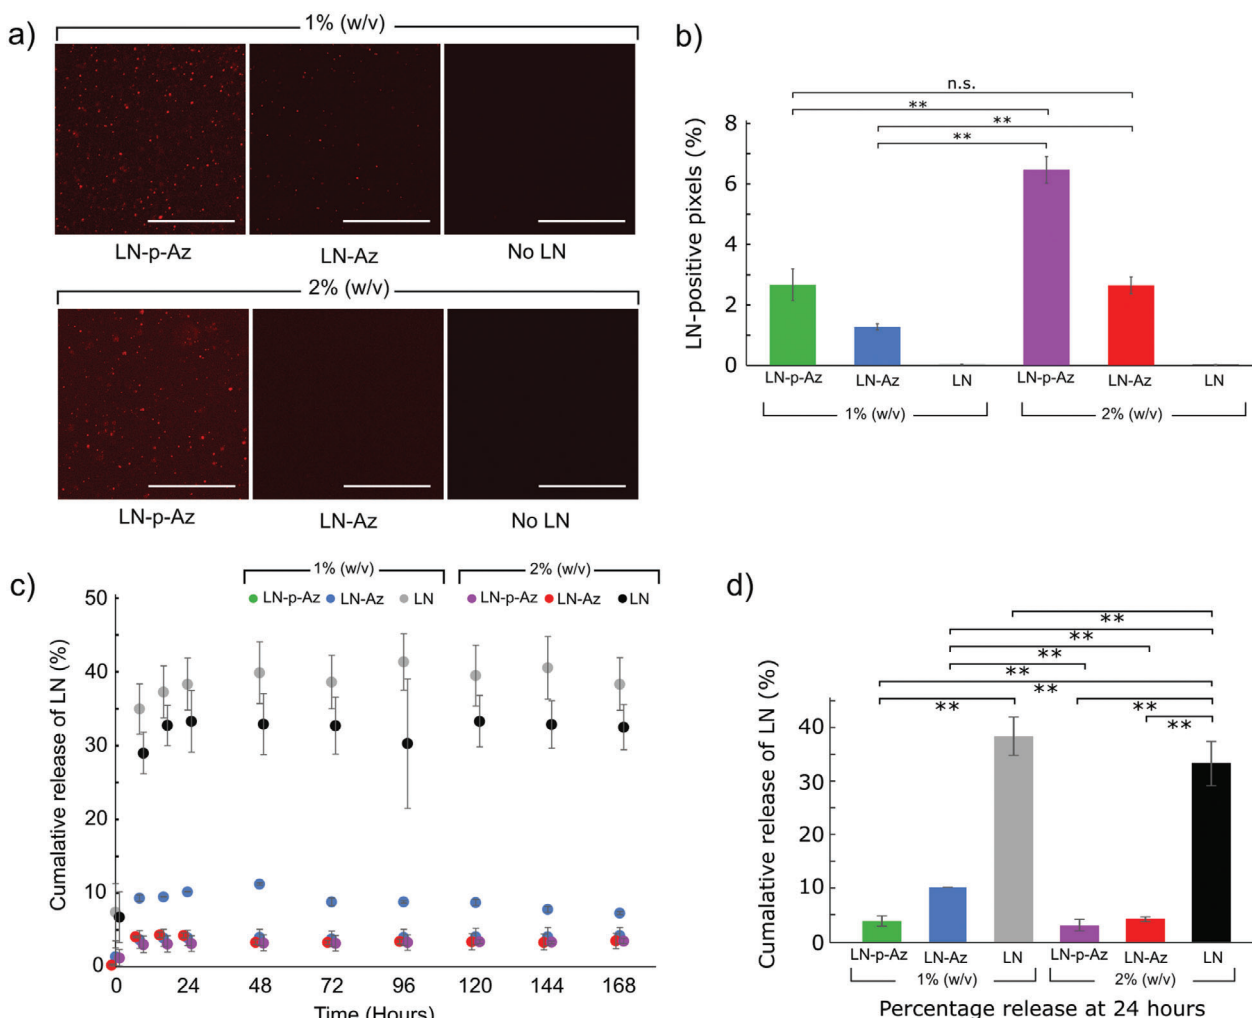 a)
1% (w/v)
LN-p-Az LN-Az No LN
2% (w/v)
LN-p-Az LN-Az No LN
b)
n.s.
**
**
**
LN-positive pixels (%)
8
6
4
2
0
LN-p-Az LN-Az LN LN-p-Az LN-Az LN
1% (w/v) 2% (w/v)
c)
1% (w/v) 2% (w/v)
LN-p-Az LN-Az LN LN-p-Az LN-Az LN
Cumalative release of LN (%)
50
40
30
20
10
0
0 24 48 72 96 120 144 168
Time (Hours)
d)
**
**
**
**
**
**
**
**
Cumalative release of LN (%)
40
30
20
10
0
LN-p-Az LN-Az LN LN-p-Az LN-Az LN
1% (w/v) 2% (w/v)
Percentage release at 24 hours